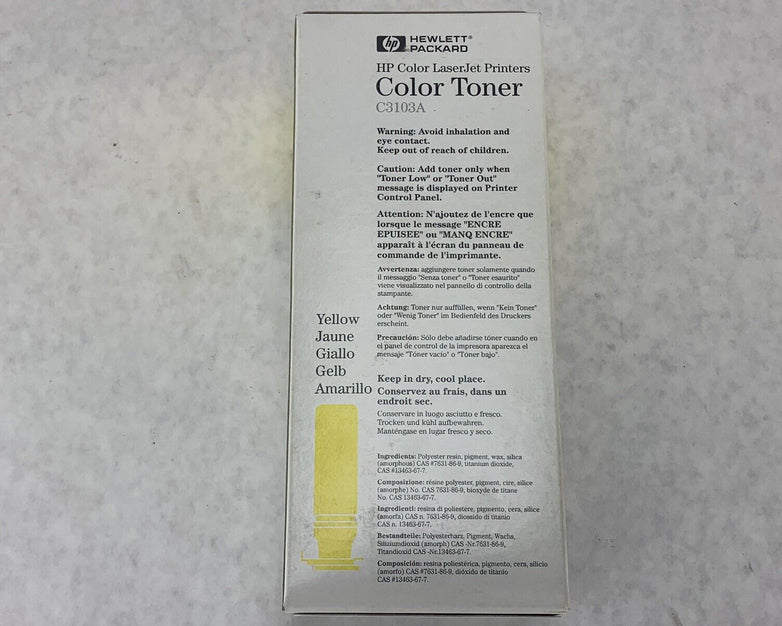 hp HEWLETT®
PACKARD
HP Color LaserJet Printers
Color Toner
C3103A
Warning: Avoid inhalation and
eye contact.
Keep out of reach of children.
Caution: Add toner only when
"Toner Low" or "Toner Out"
message is displayed on Printer
Control Panel.
Attention: N'ajoutez de l'encre que
lorsque le message "ENCRE
EPUISEE" ou "MANQ ENCRE"
apparaît à l'écran du panneau de
commande de l'imprimante.
Avvertenza: aggiungere toner solamente quando
il messaggio "Senza toner" o "Toner esaurito"
viene visualizzato nel pannello di controllo della
stampante.
Achtung: Toner nur auffüllen, wenn "Kein Toner"
oder "Wenig Toner" im Bedienfeld des Druckers
erscheint.
Precaución: Sólo debe añadirse tóner cuando en
el panel de control de la impresora aparezca el
mensaje "Tóner vacío" o "Tóner bajo".
Yellow
Jaune
Giallo
Gelb
Amarillo
Keep in dry, cool place.
Conservez au frais, dans un
endroit sec.
Conservare in luogo asciutto e fresco.
Trocken und kühl aufbewahren.
Manténgase en lugar fresco y seco.
Ingredients: Polyester resin, pigment, wax, silica
(amorphous) CAS #7631-86-9, titanium dioxide,
CAS #13463-67-7.
Composizione: résine polyester, pigment, cire, silice
(amorphe) No. CAS 7631-86-9, bioxyde de titane
No. CAS 13463-67-7.
Ingredienti: resina di poliestere, pigmento, cera, silice
(amorfa) CAS n. 7631-86-9, diossido di titanio
CAS n. 13463-67-7.
Bestandteile: Polyesterharz, Pigment, Wachs,
Siliziumdioxid (amorph) CAS -Nr.7631-86-9,
Titandioxid CAS -Nr.13463-67-7.
Composición: resina poliestérica, pigmento, cera, silicio
(amorfo) CAS #7631-86-9, dióxido de titanio
CAS #13463-67-7.